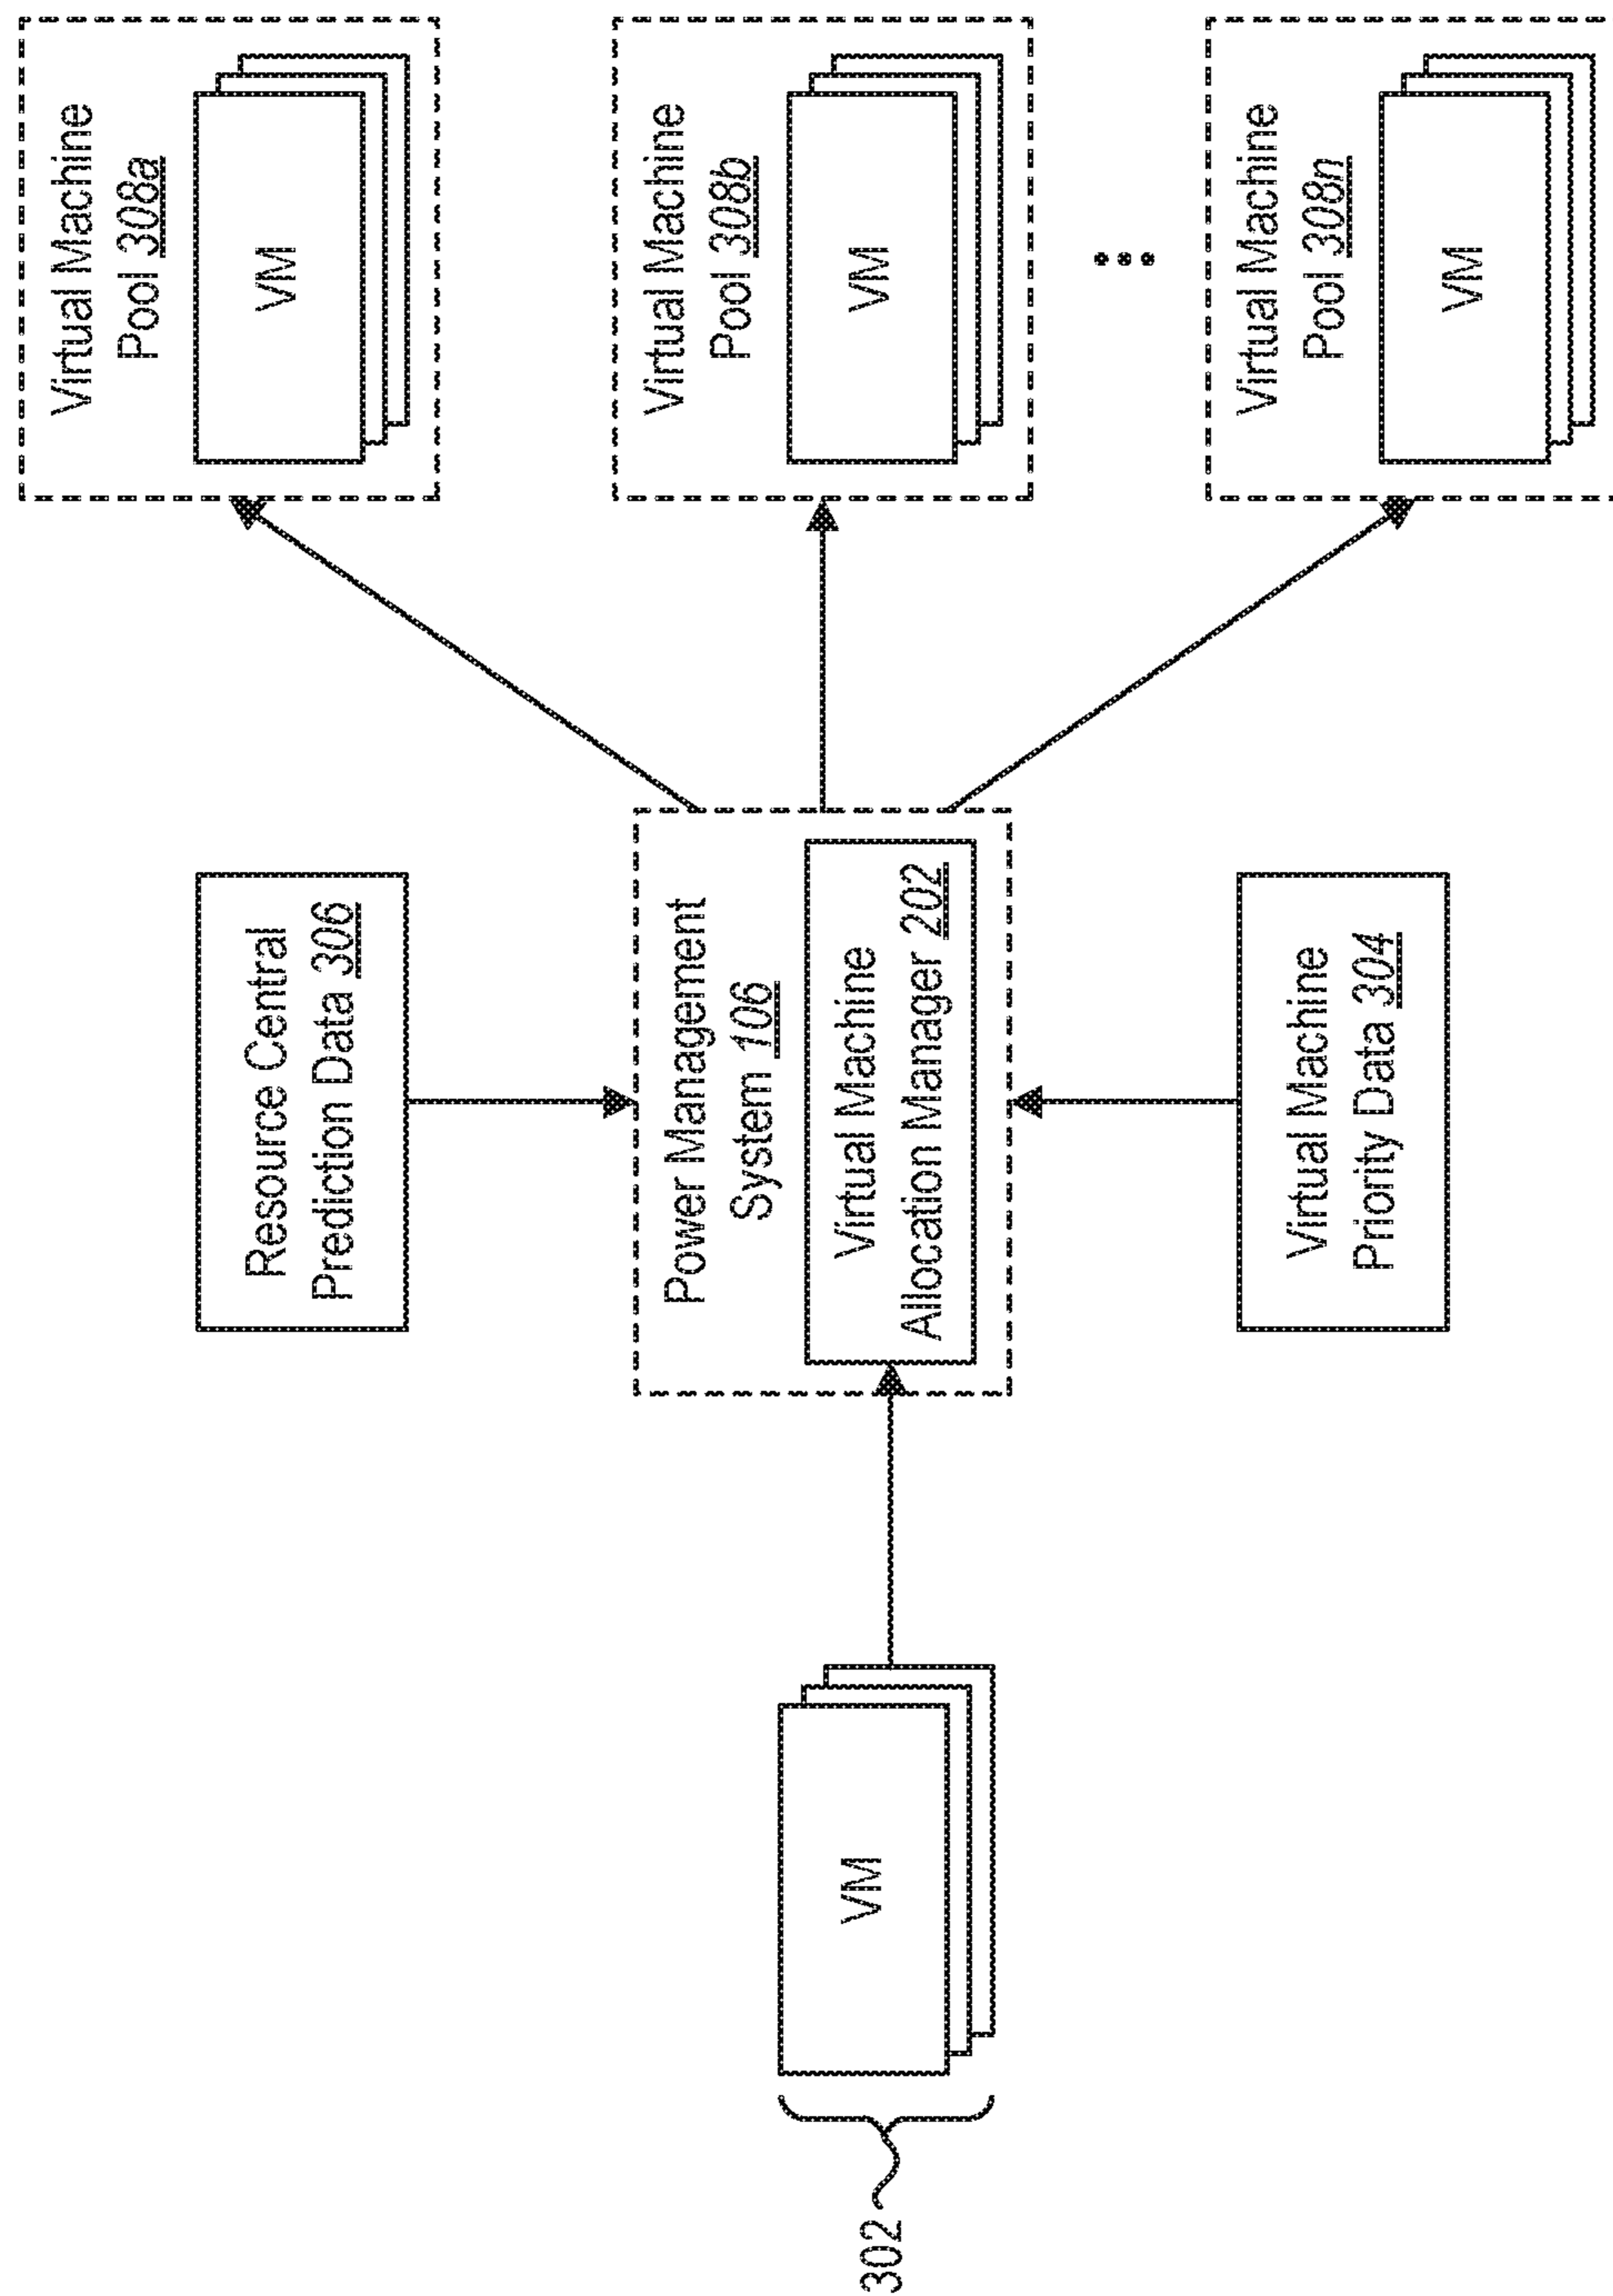 302
VM
Resource Central
Prediction Data 306
Power Management
System 106
Virtual Machine
Allocation Manager 202
Virtual Machine
Priority Data 304
Virtual Machine
Pool 308a
VM
Virtual Machine
Pool 308b
VM
Virtual Machine
Pool 308n
VM